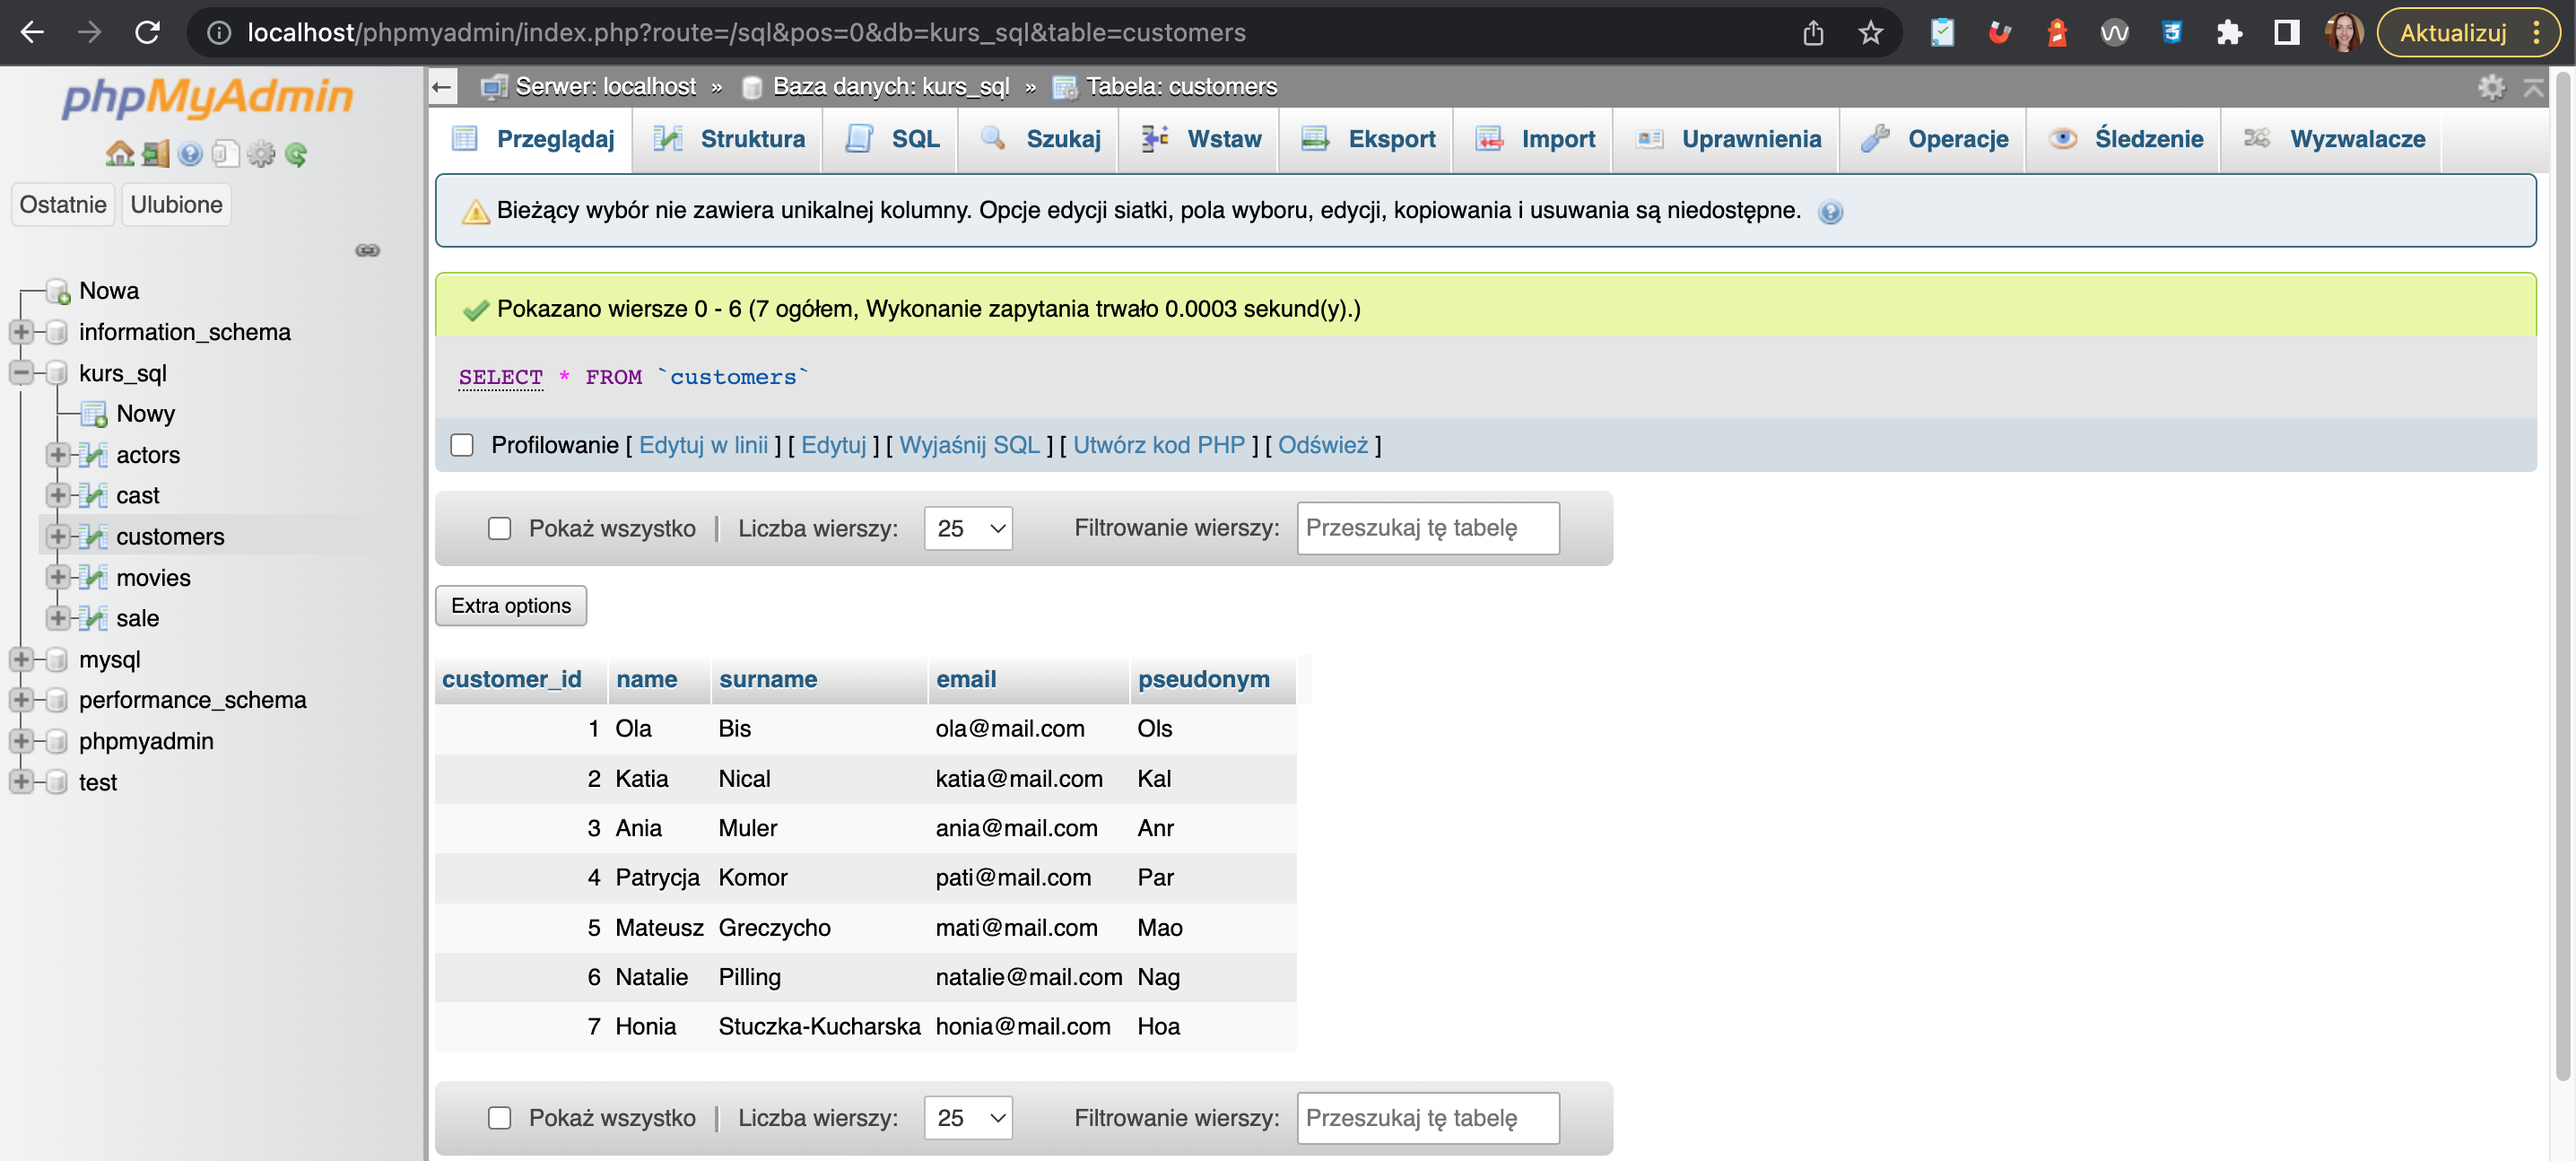 localhost/phpmyadmin/index.php?route=/sql&pos=0&db=kurs_sql&table=customers
Aktualizuj
phpMyAdmin
Ostatnie Ulubione
Nowa
information_schema
kurs_sql
Nowy
actors
cast
customers
movies
sale
mysql
performance_schema
phpmyadmin
test
Serwer: localhost » Baza danych: kurs_sql » Tabela: customers
Przeglądaj Struktura SQL Szukaj Wstaw Eksport Import Uprawnienia Operacje Śledzenie Wyzwalacze
Bieżący wybór nie zawiera unikalnej kolumny. Opcje edycji siatki, pola wyboru, edycji, kopiowania i usuwania są niedostępne.
Pokazano wiersze 0 - 6 (7 ogółem, Wykonanie zapytania trwało 0.0003 sekund(y).)
SELECT * FROM `customers`
Profilowanie [ Edytuj w linii ] [ Edytuj ] [ Wyjaśnij SQL ] [ Utwórz kod PHP ] [ Odśwież ]
Pokaż wszystko | Liczba wierszy: 25 Filtrowanie wierszy: Przeszukaj tę tabelę
Extra options
customer_id name surname email pseudonym
1 Ola Bis ola@mail.com Ols
2 Katia Nical katia@mail.com Kal
3 Ania Muler ania@mail.com Anr
4 Patrycja Komor pati@mail.com Par
5 Mateusz Greczycho mati@mail.com Mao
6 Natalie Pilling natalie@mail.com Nag
7 Honia Stuczka-Kucharska honia@mail.com Hoa
Pokaż wszystko | Liczba wierszy: 25 Filtrowanie wierszy: Przeszukaj tę tabelę